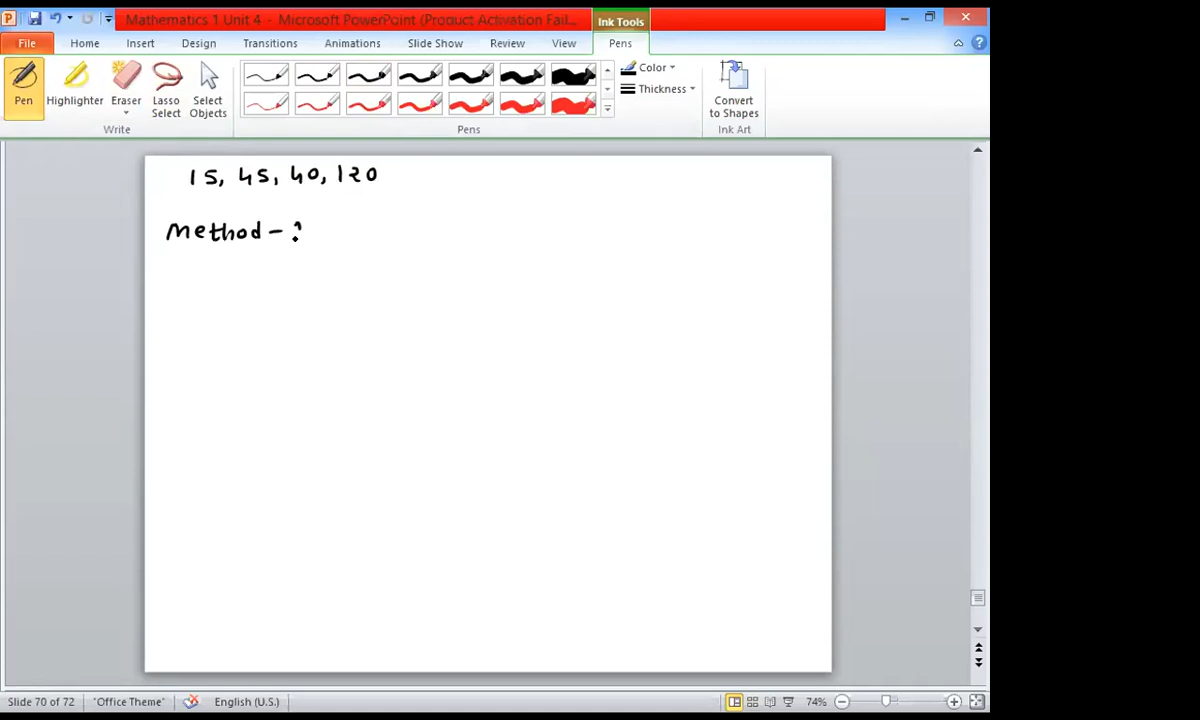 Mathematics 1 Unit 4 - Microsoft PowerPoint (Product Activation Fail...
Ink Tools
File Home Insert Design Transitions Animations Slide Show Review View Pens
Pen Highlighter Eraser Lasso Select Select Objects
Color
Thickness
Convert to Shapes
Write Pens Ink Art
15, 45, 40, 120
Method -
Slide 70 of 72 "Office Theme" English (U.S.) 74%